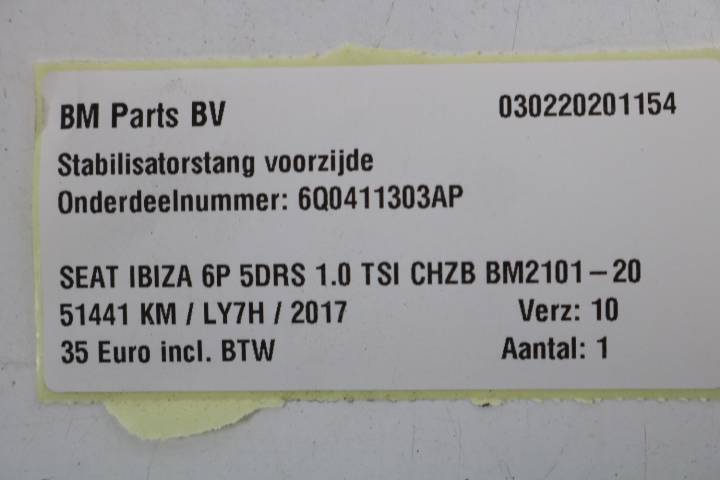 BM Parts BV 030220201154
Stabilisatorstang voorzijde
Onderdeelnummer: 6Q0411303AP
SEAT IBIZA 6P 5DRS 1.0 TSI CHZB BM2101-20
51441 KM / LY7H / 2017 Verz: 10
35 Euro incl. BTW Aantal: 1